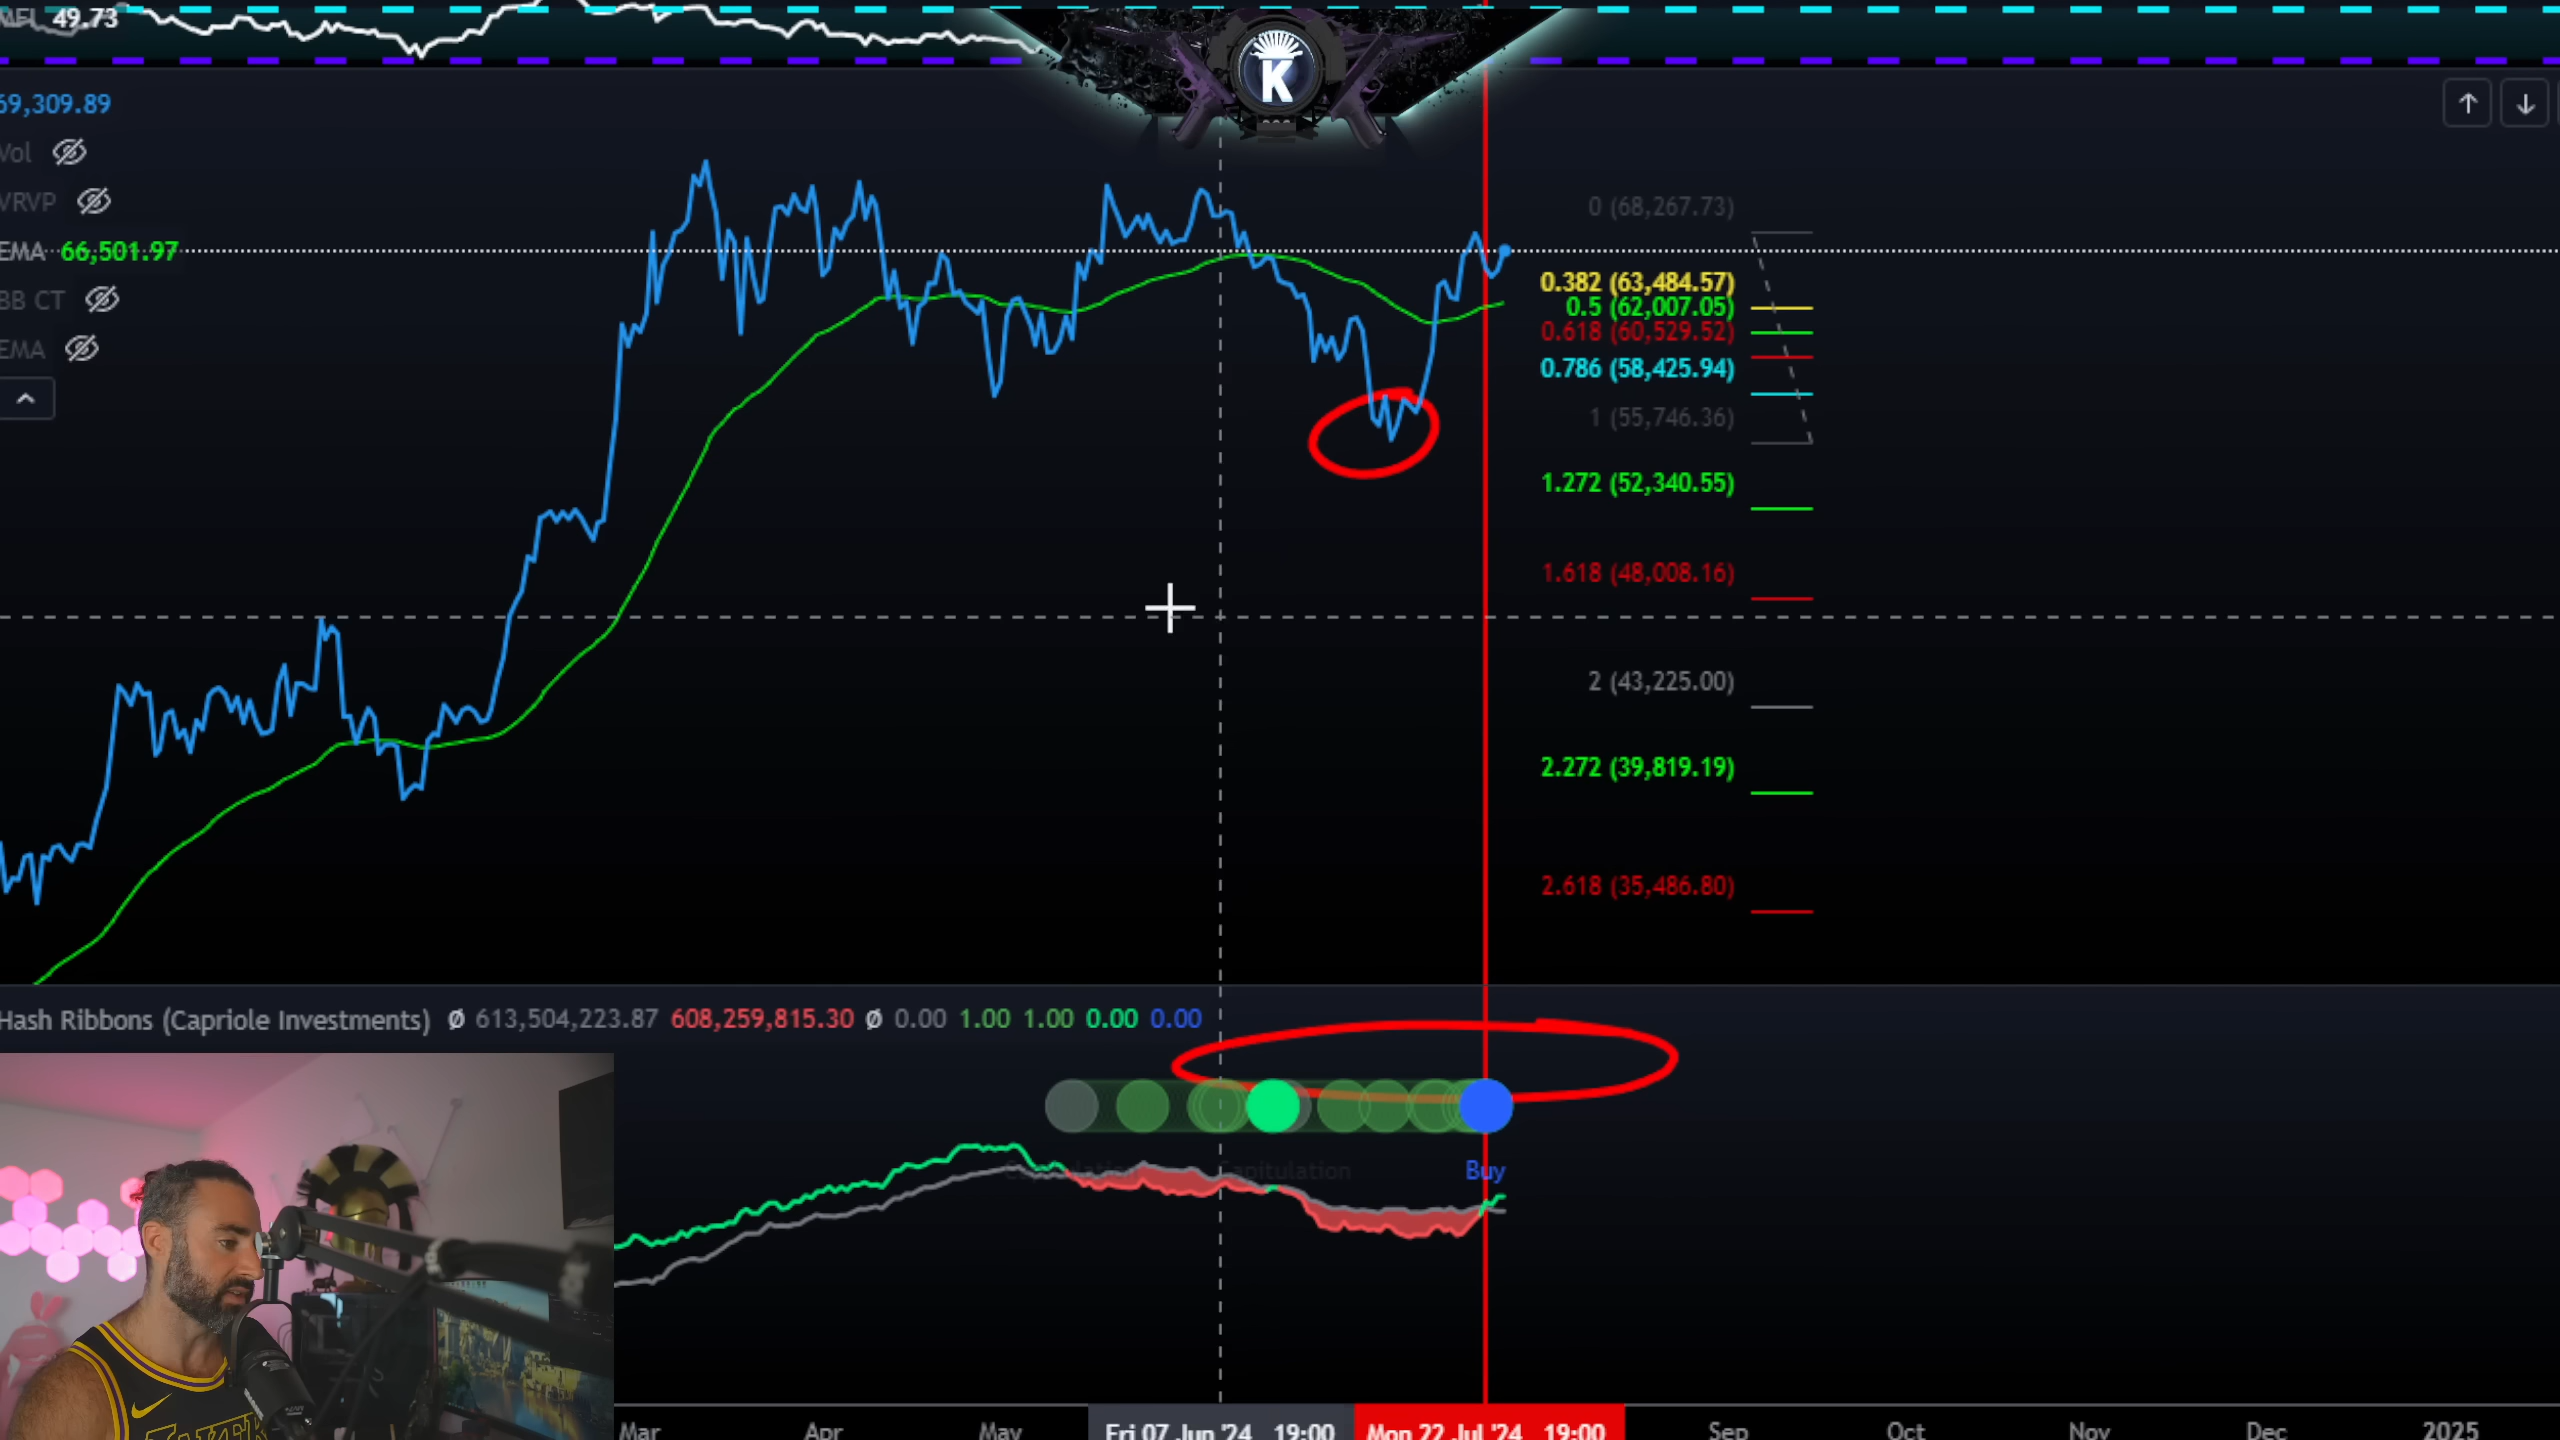 MFI 49.73
69,309.89
Vol
VRVP
EMA 66,501.97
BB CT
EMA
K
0 (68,267.73)
0.382 (63,484.57)
0.5 (62,007.05)
0.618 (60,529.52)
0.786 (58,425.94)
1 (55,746.36)
1.272 (52,340.55)
1.618 (48,008.16)
2 (43,225.00)
2.272 (39,819.19)
2.618 (35,486.80)
Hash Ribbons (Capriole Investments) Ø 613,504,223.87 608,259,815.30 Ø 0.00 1.00 1.00 0.00 0.00
Capitulation Buy
Mar Apr May Fri 07 Jun '24 19:00 Mon 22 Jul '24 19:00 Sep Oct Nov Dec 2025